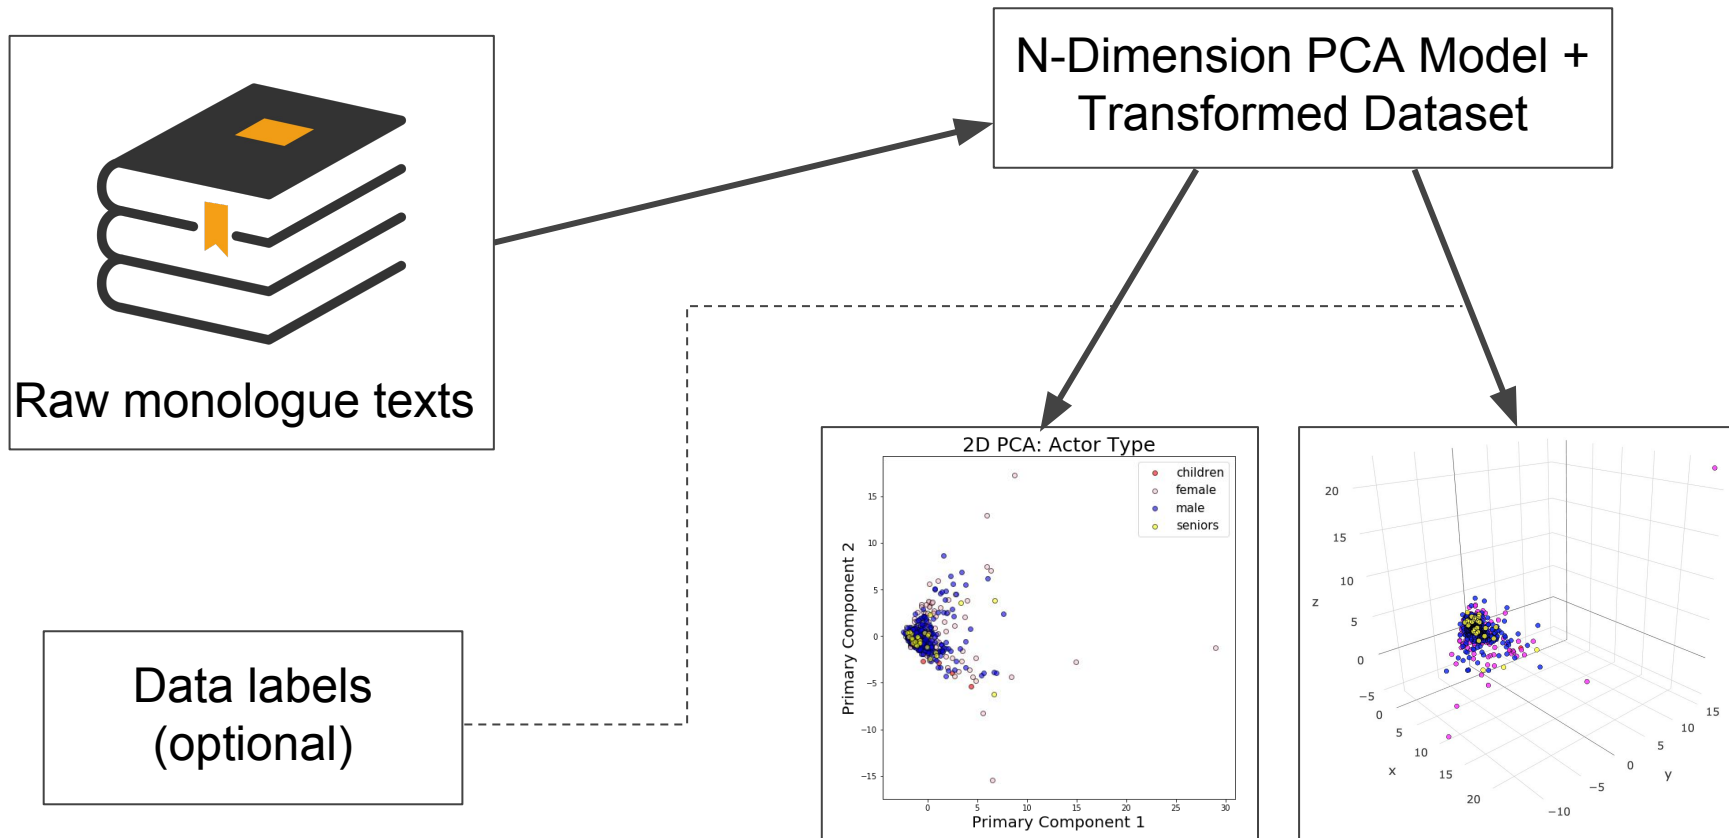 N-Dimension PCA Model +
Transformed Dataset
Raw monologue texts
Data labels
(optional)
2D PCA: Actor Type
children
female
male
seniors
15
10
5
0
−5
−10
−15
Primary Component 2
0
5
10
15
20
25
30
Primary Component 1
20
15
10
5
0
−5
z
0
5
10
15
20
x
−10
−5
0
5
10
15
y